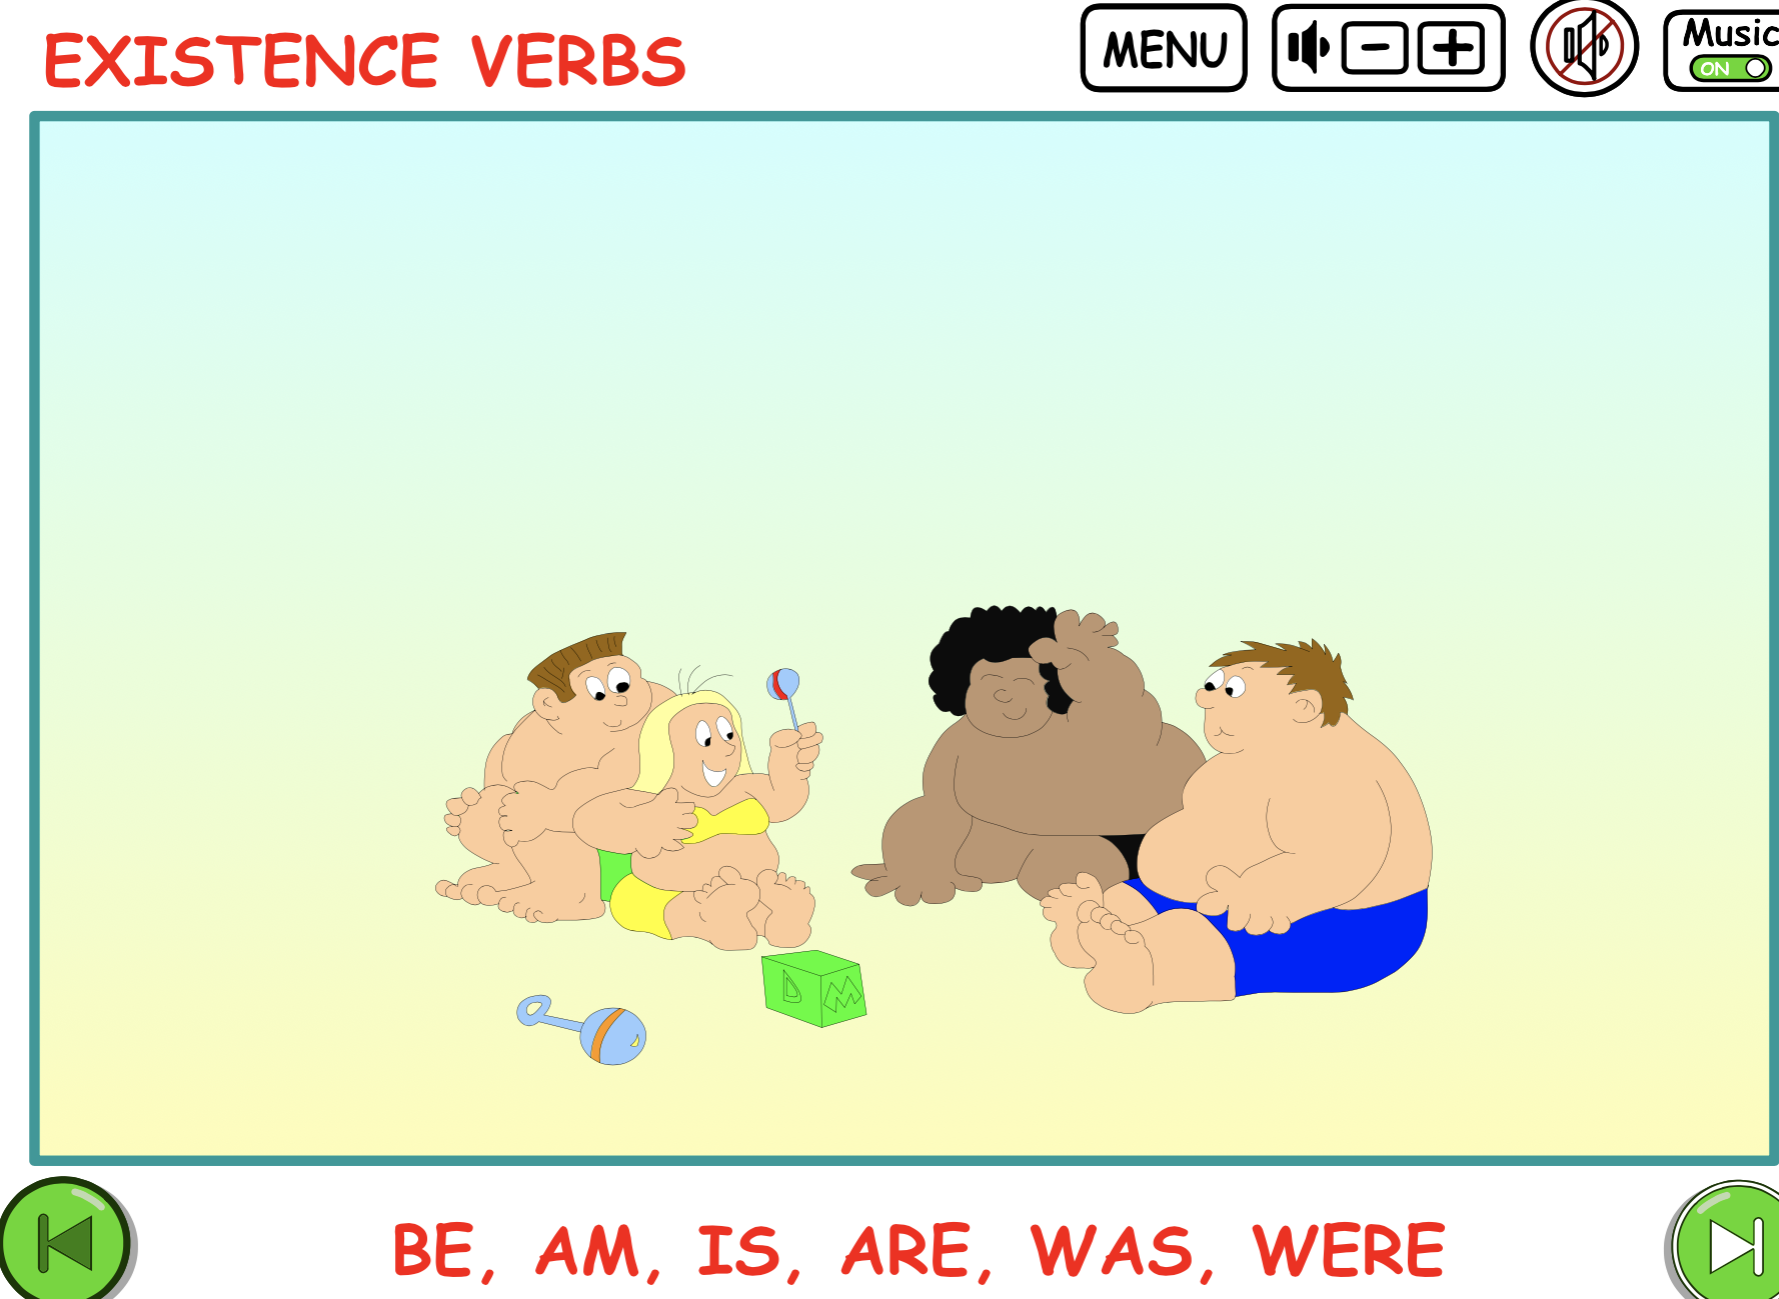 EXISTENCE VERBS
MENU
Music
ON
D M
BE, AM, IS, ARE, WAS, WERE